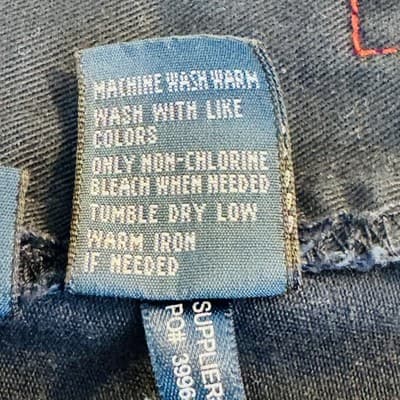 MACHINE WASH WARM
WASH WITH LIKE
COLORS
ONLY NON-CHLORINE
BLEACH WHEN NEEDED
TUMBLE DRY LOW
WARM IRON
IF NEEDED
SUPPLIER
PO# 3996